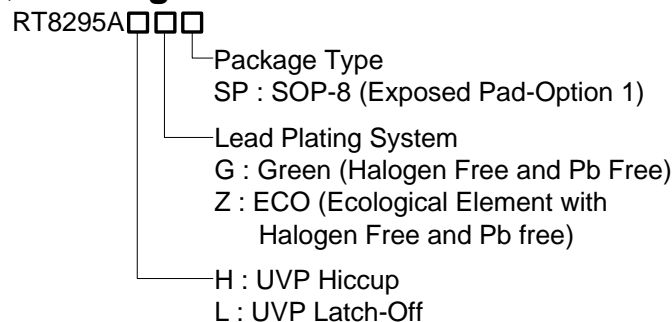 RT8295A□□□
Package Type
SP : SOP-8 (Exposed Pad-Option 1)
Lead Plating System
G : Green (Halogen Free and Pb Free)
Z : ECO (Ecological Element with
Halogen Free and Pb free)
H : UVP Hiccup
L : UVP Latch-Off